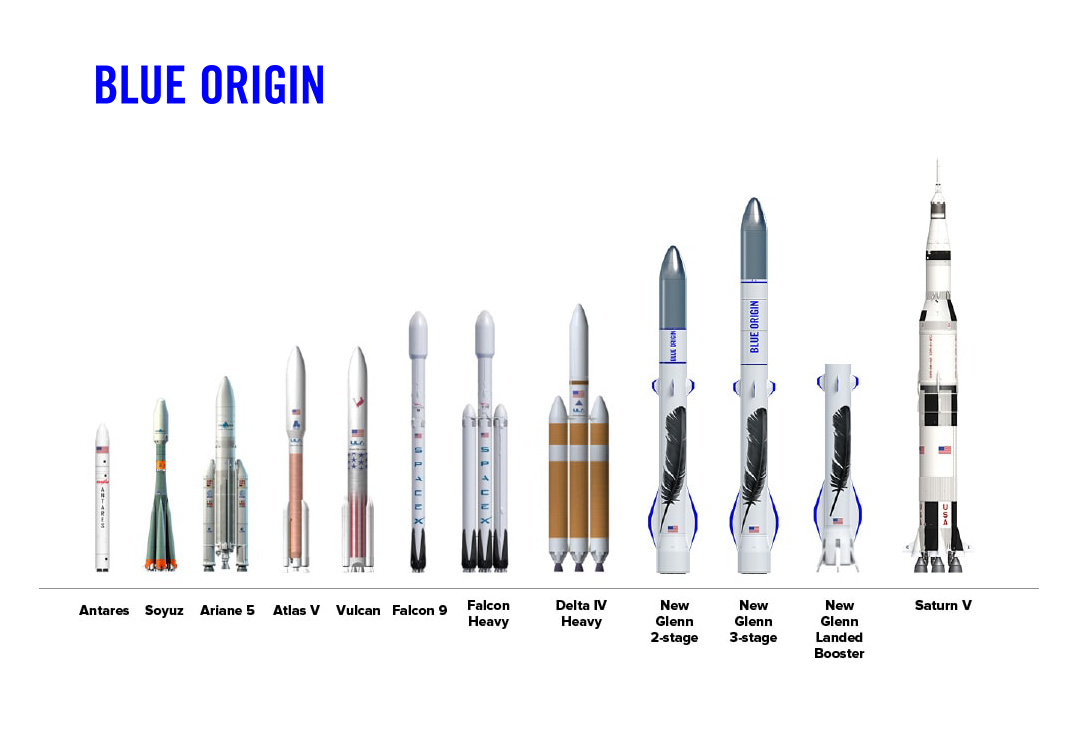 BLUE ORIGIN
ANTARES
SPACEX
SPACEX
BLUE ORIGIN
BLUE ORIGIN
USA
Antares
Soyuz
Ariane 5
Atlas V
Vulcan
Falcon 9
Falcon
Heavy
Delta IV
Heavy
New
Glenn
2-stage
New
Glenn
3-stage
New
Glenn
Landed
Booster
Saturn V